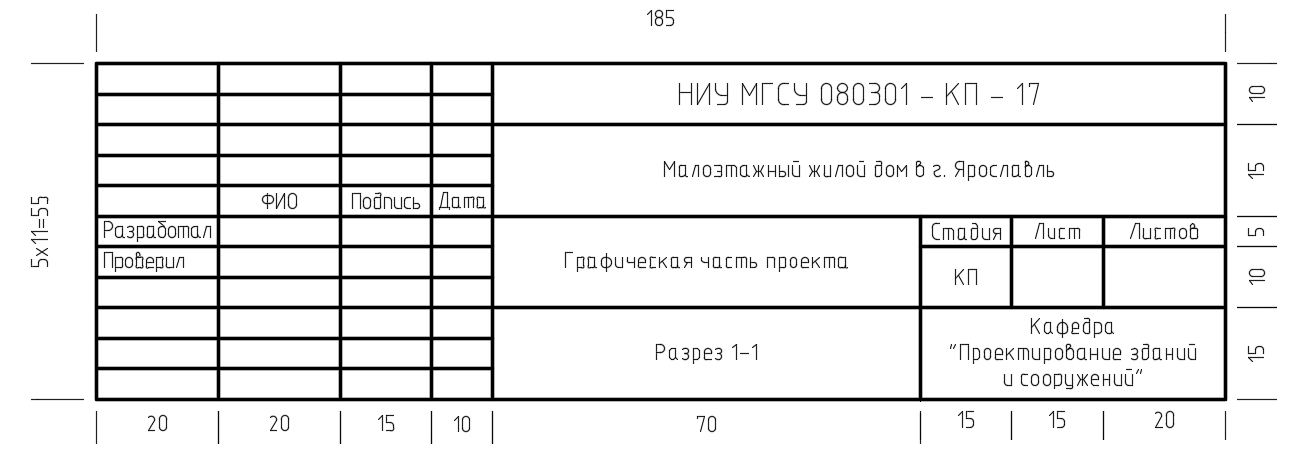 185
НИУ МГСУ 080301 – КП – 17
10
Малоэтажный жилой дом в г. Ярославль
15
5х11=55
ФИО Подпись Дата
Разработал
Проверил
Графическая часть проекта
Стадия Лист Листов
5
КП
10
Разрез 1–1
Кафедра
"Проектирование зданий
и сооружений"
15
20 20 15 10 70 15 15 20